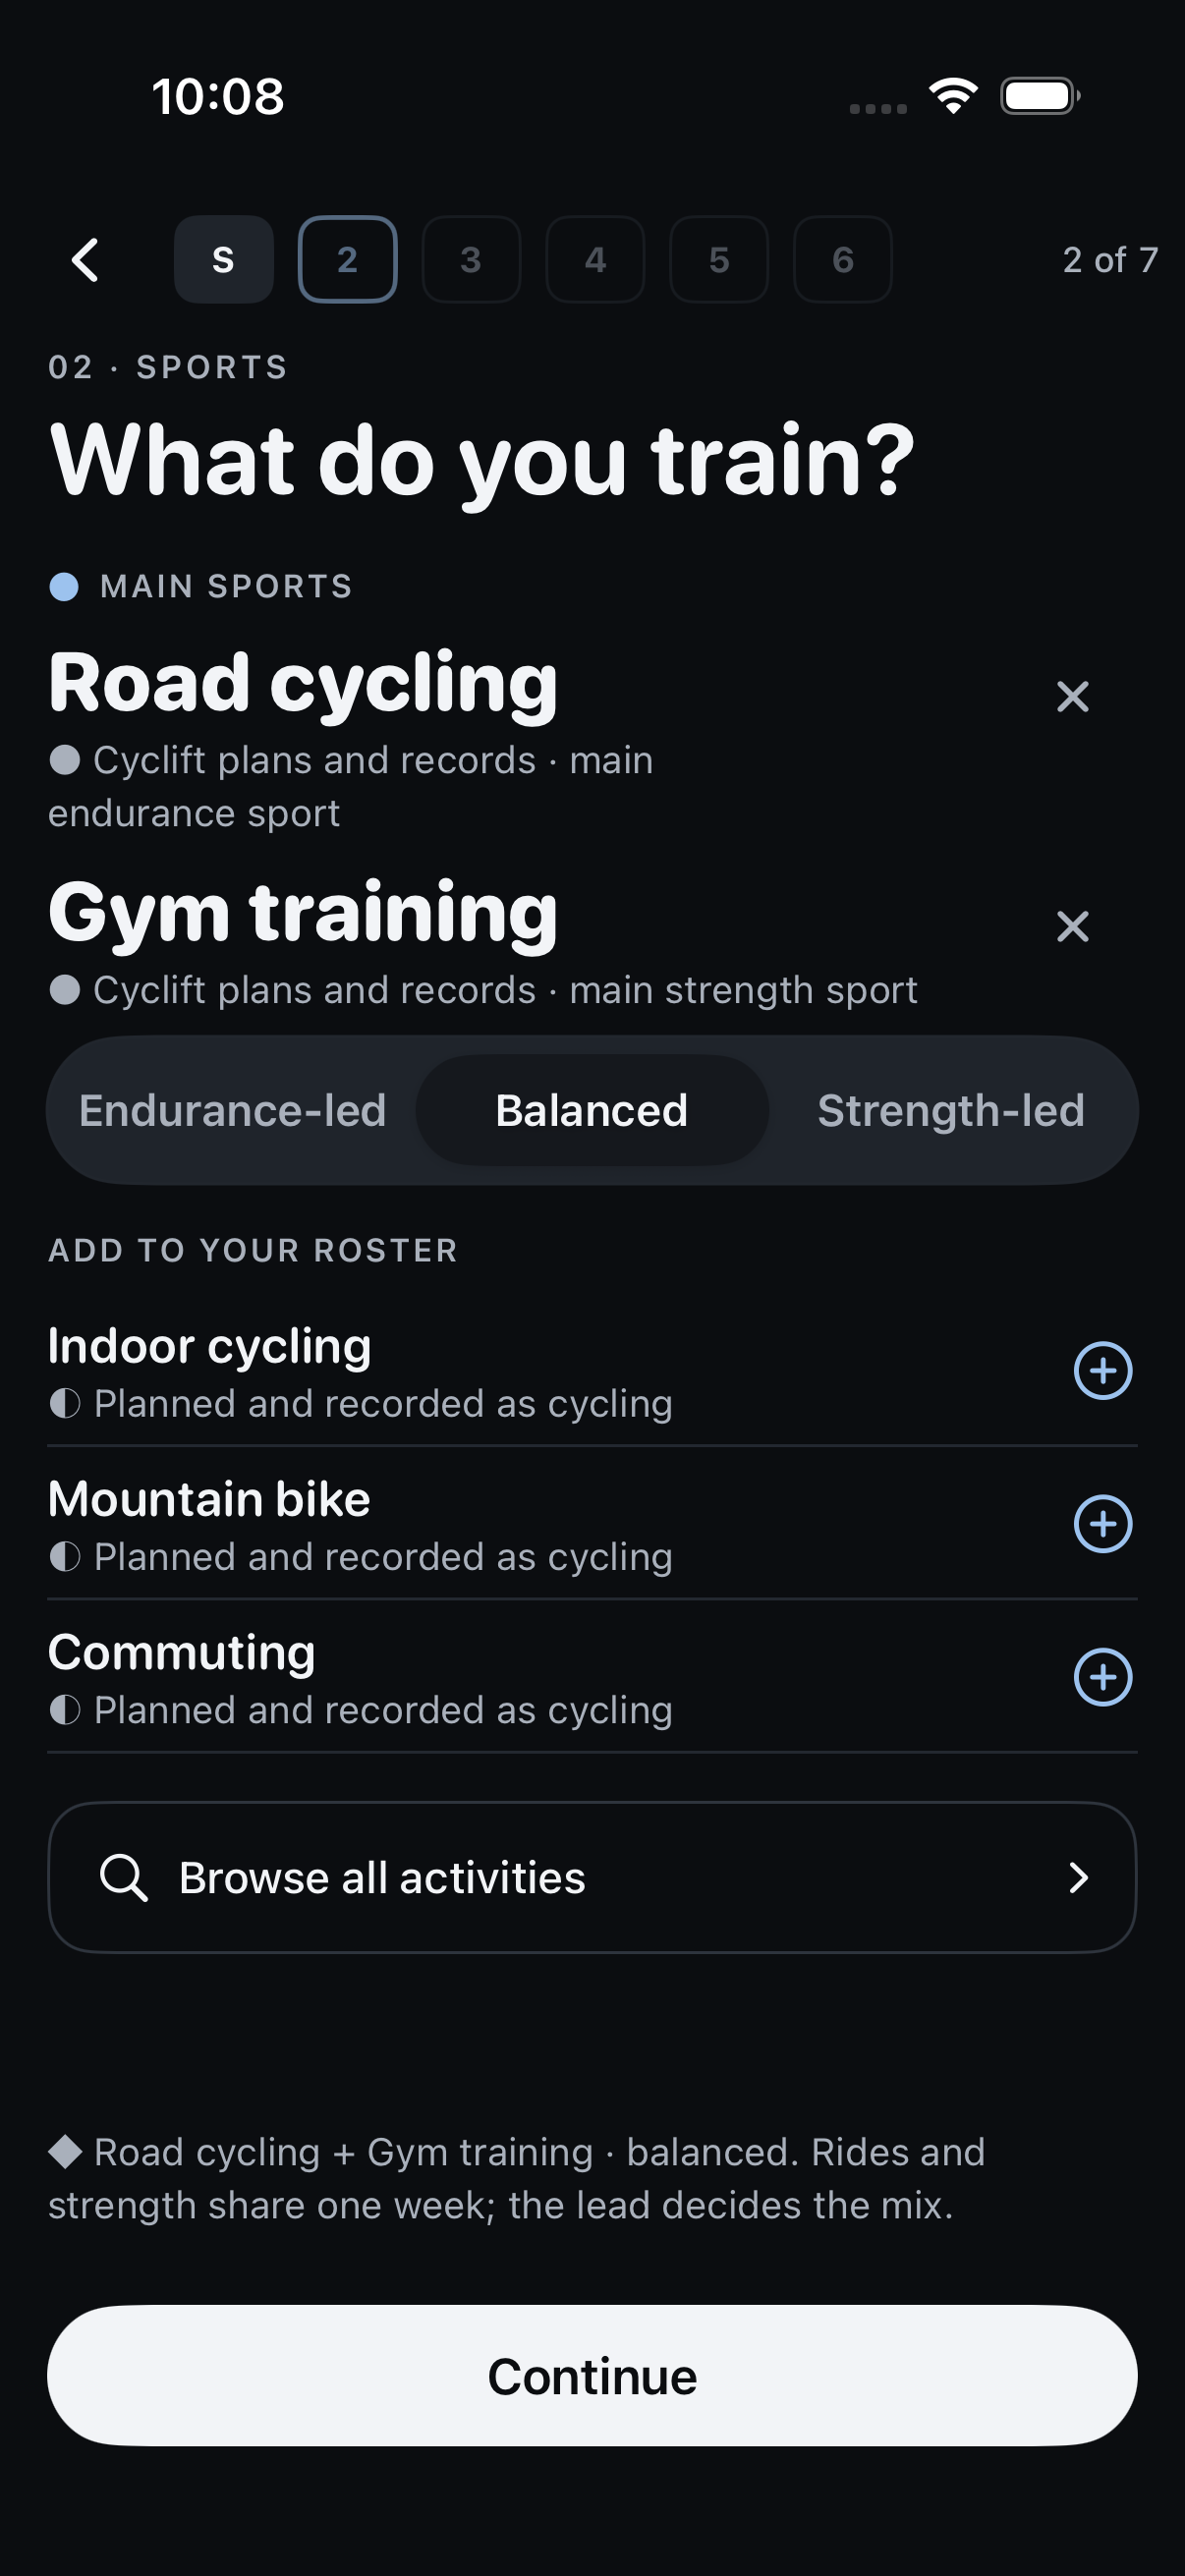 10:08
S 2 3 4 5 6 2 of 7
02 · SPORTS
What do you train?
MAIN SPORTS
Road cycling
Cyclift plans and records · main
endurance sport
Gym training
Cyclift plans and records · main strength sport
Endurance-led Balanced Strength-led
ADD TO YOUR ROSTER
Indoor cycling
Planned and recorded as cycling
Mountain bike
Planned and recorded as cycling
Commuting
Planned and recorded as cycling
Browse all activities
Road cycling + Gym training · balanced. Rides and
strength share one week; the lead decides the mix.
Continue